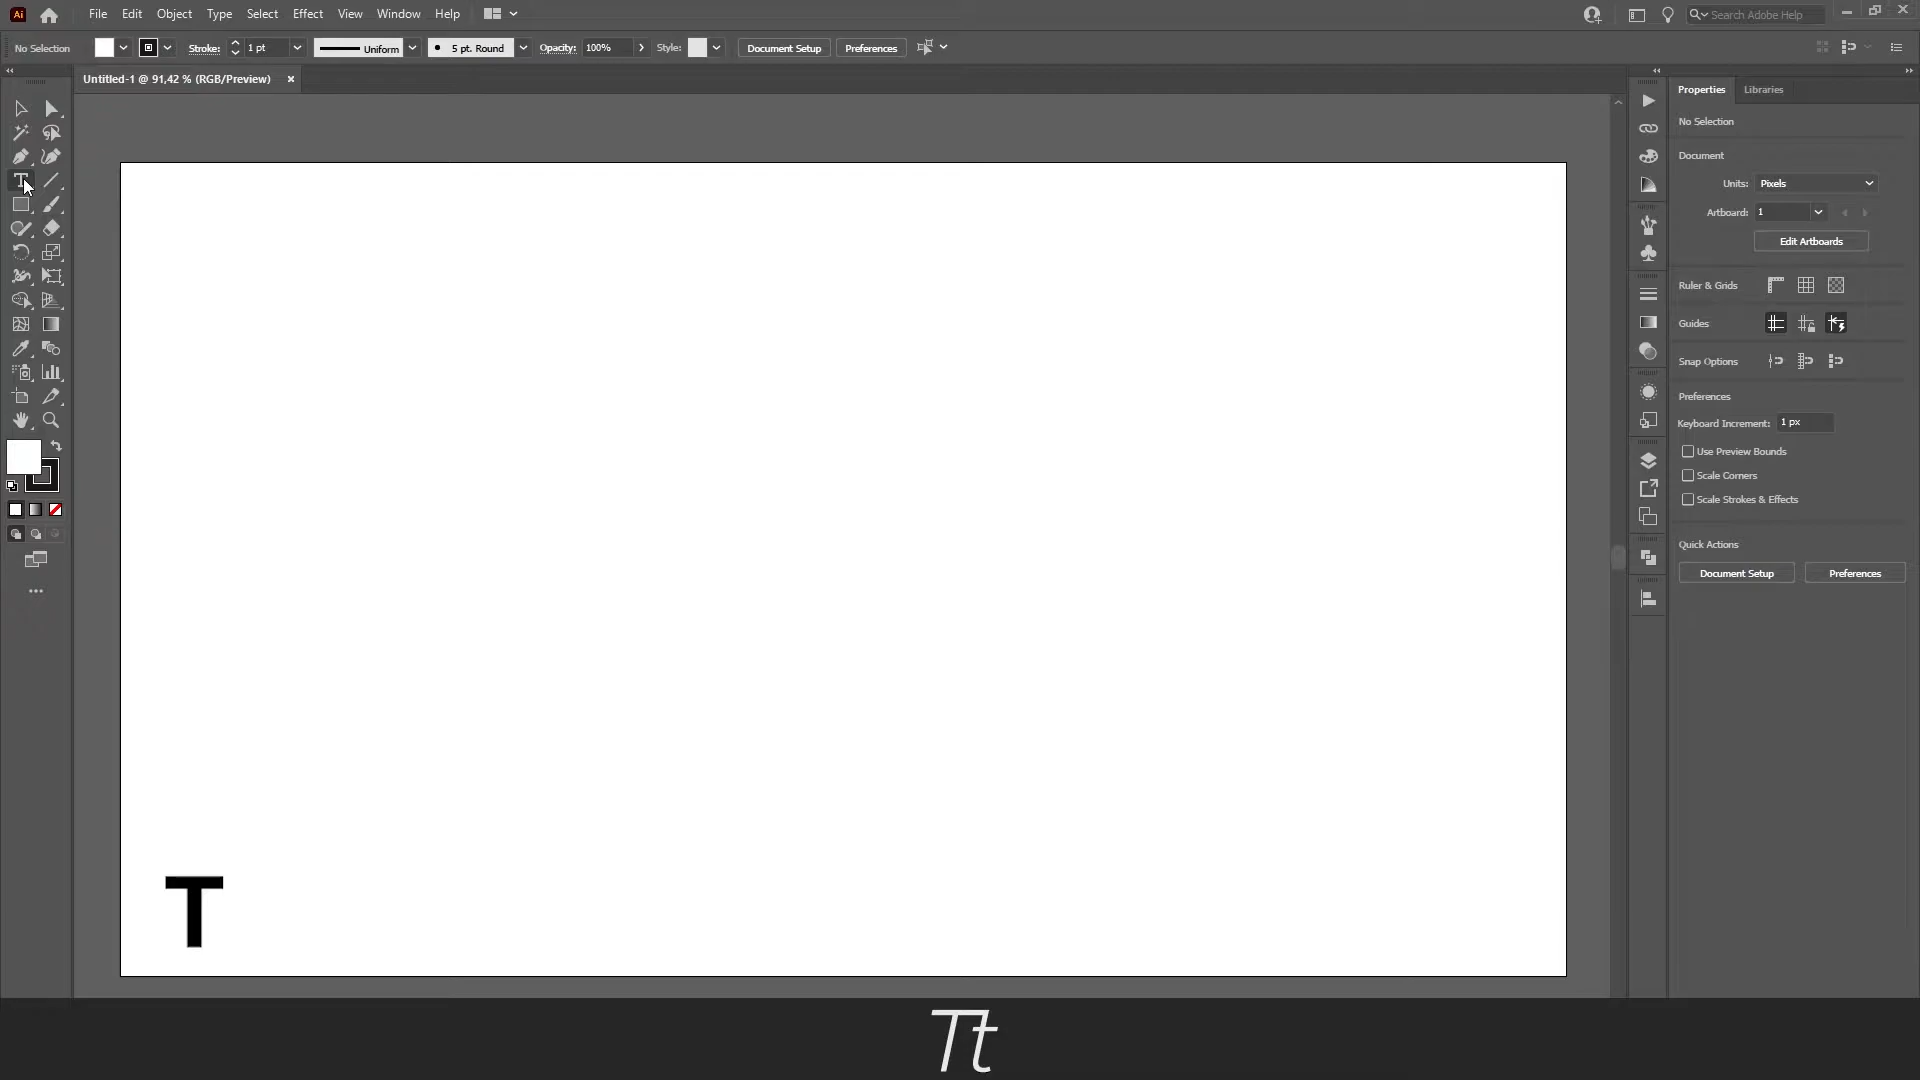 Ai File Edit Object Type Select Effect View Window Help Search Adobe Help
No Selection Stroke: 1 pt Uniform 5 pt. Round Opacity: 100% Style: Document Setup Preferences
Untitled-1 @ 91,42 % (RGB/Preview)
Properties Libraries
No Selection
Document
Units: Pixels
Artboard: 1
Edit Artboards
Ruler & Grids
Guides
Snap Options
Preferences
Keyboard Increment: 1 px
Use Preview Bounds
Scale Corners
Scale Strokes & Effects
Quick Actions
Document Setup Preferences
T
Tt